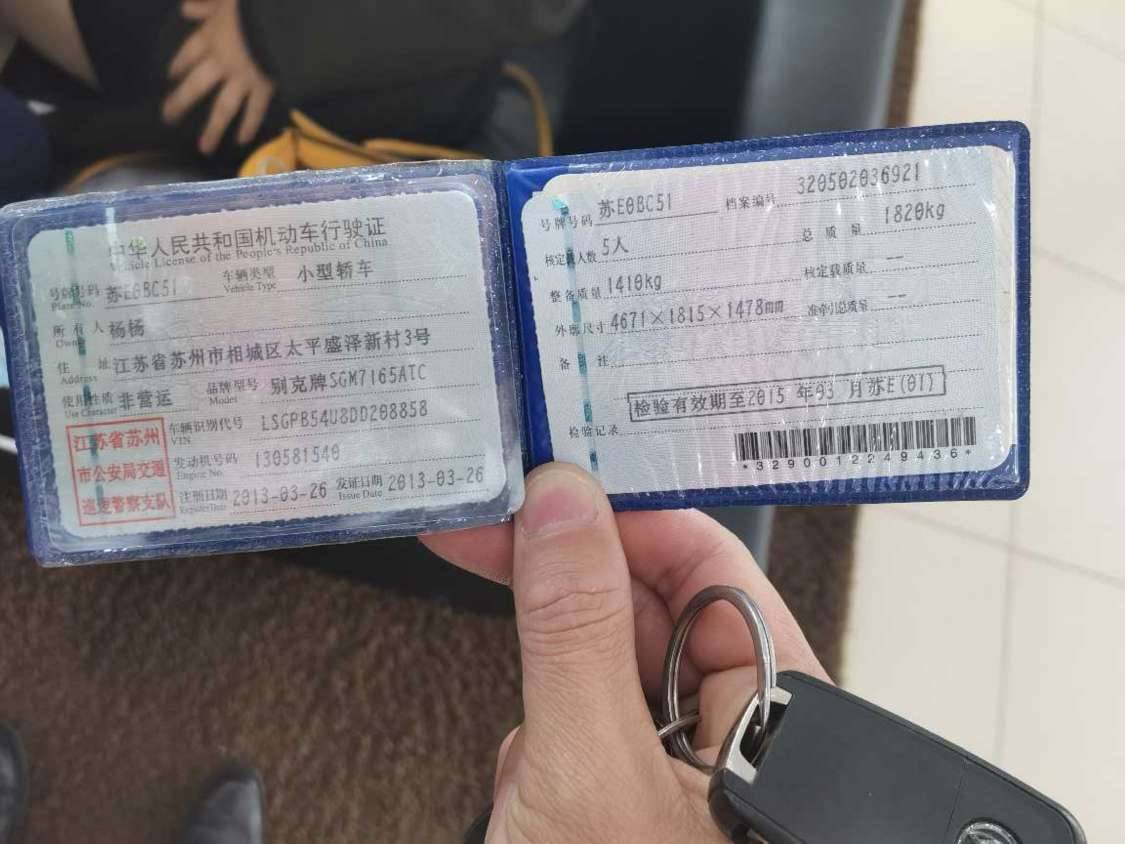 中华人民共和国机动车行驶证
Vehicle License of the People's Republic of China
号牌号码 苏E0BC51 车辆类型 小型轿车
Plate No. Vehicle Type
所有人 杨杨
Owner
住址 江苏省苏州市相城区太平盛泽新村3号
Address
使用性质 非营运 品牌型号 别克牌SGM7165ATC
Use Character Model
江苏省苏州
市公安局交通
巡逻警察支队
车辆识别代号 LSGPB54U8DD208858
VIN
发动机号码 130581540
Engine No.
注册日期 2013-03-26 发证日期 2013-03-26
Register Date Issue Date
号牌号码 苏E0BC51 档案编号 320502036921
核定载人数 5人 总质量 1820kg
整备质量 1410kg 核定载质量 --
外廓尺寸 4671×1815×1478mm 准牵引总质量 --
备注
检验有效期至2015年03月苏E(01)
检验记录
*3290012249436*